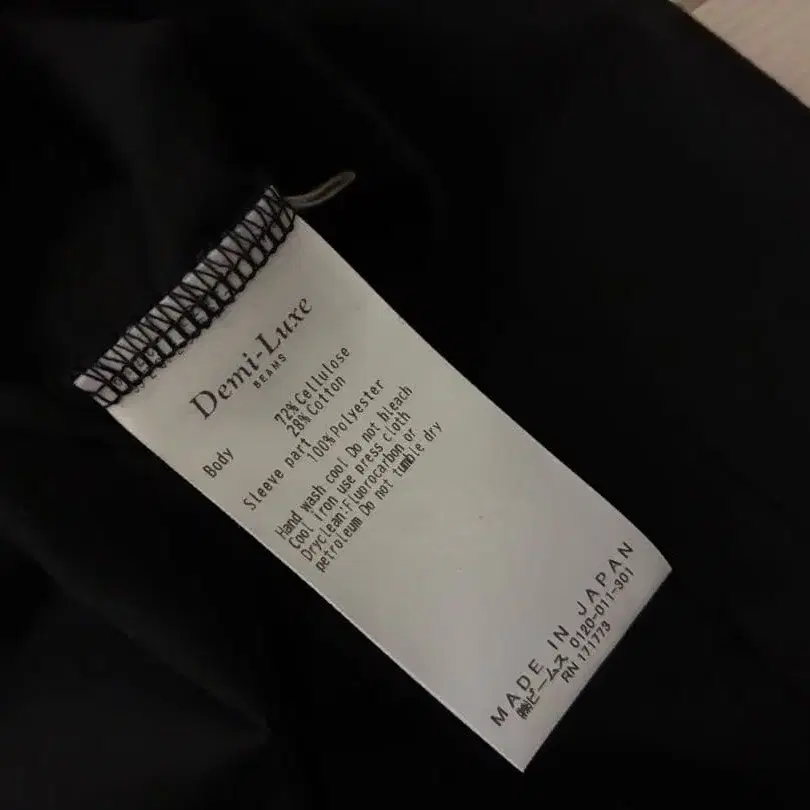 Demi-Luxe
BEAMS
Body
72%Cellulose
28%Cotton
Sleeve part
100%Polyester
Hand wash cool Do not bleach
Cool Iron use press cloth
Dryclean:Fluorocarbon or
petroleum Do not tumble dry
MADE IN JAPAN
㈱ビームス 0120-011-301
RN 171773